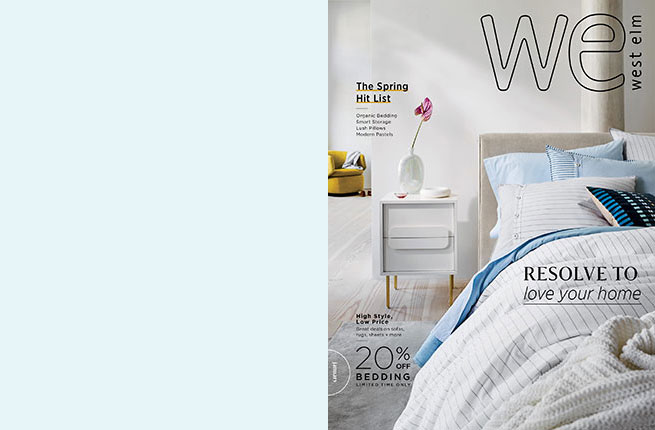 we
west elm
The Spring
Hit List
Organic Bedding
Smart Storage
Lush Pillows
Modern Pastels
RESOLVE TO
love your home
High Style,
Low Price
Great deals on sofas,
rugs, sheets + more
20% OFF
BEDDING
LIMITED TIME ONLY